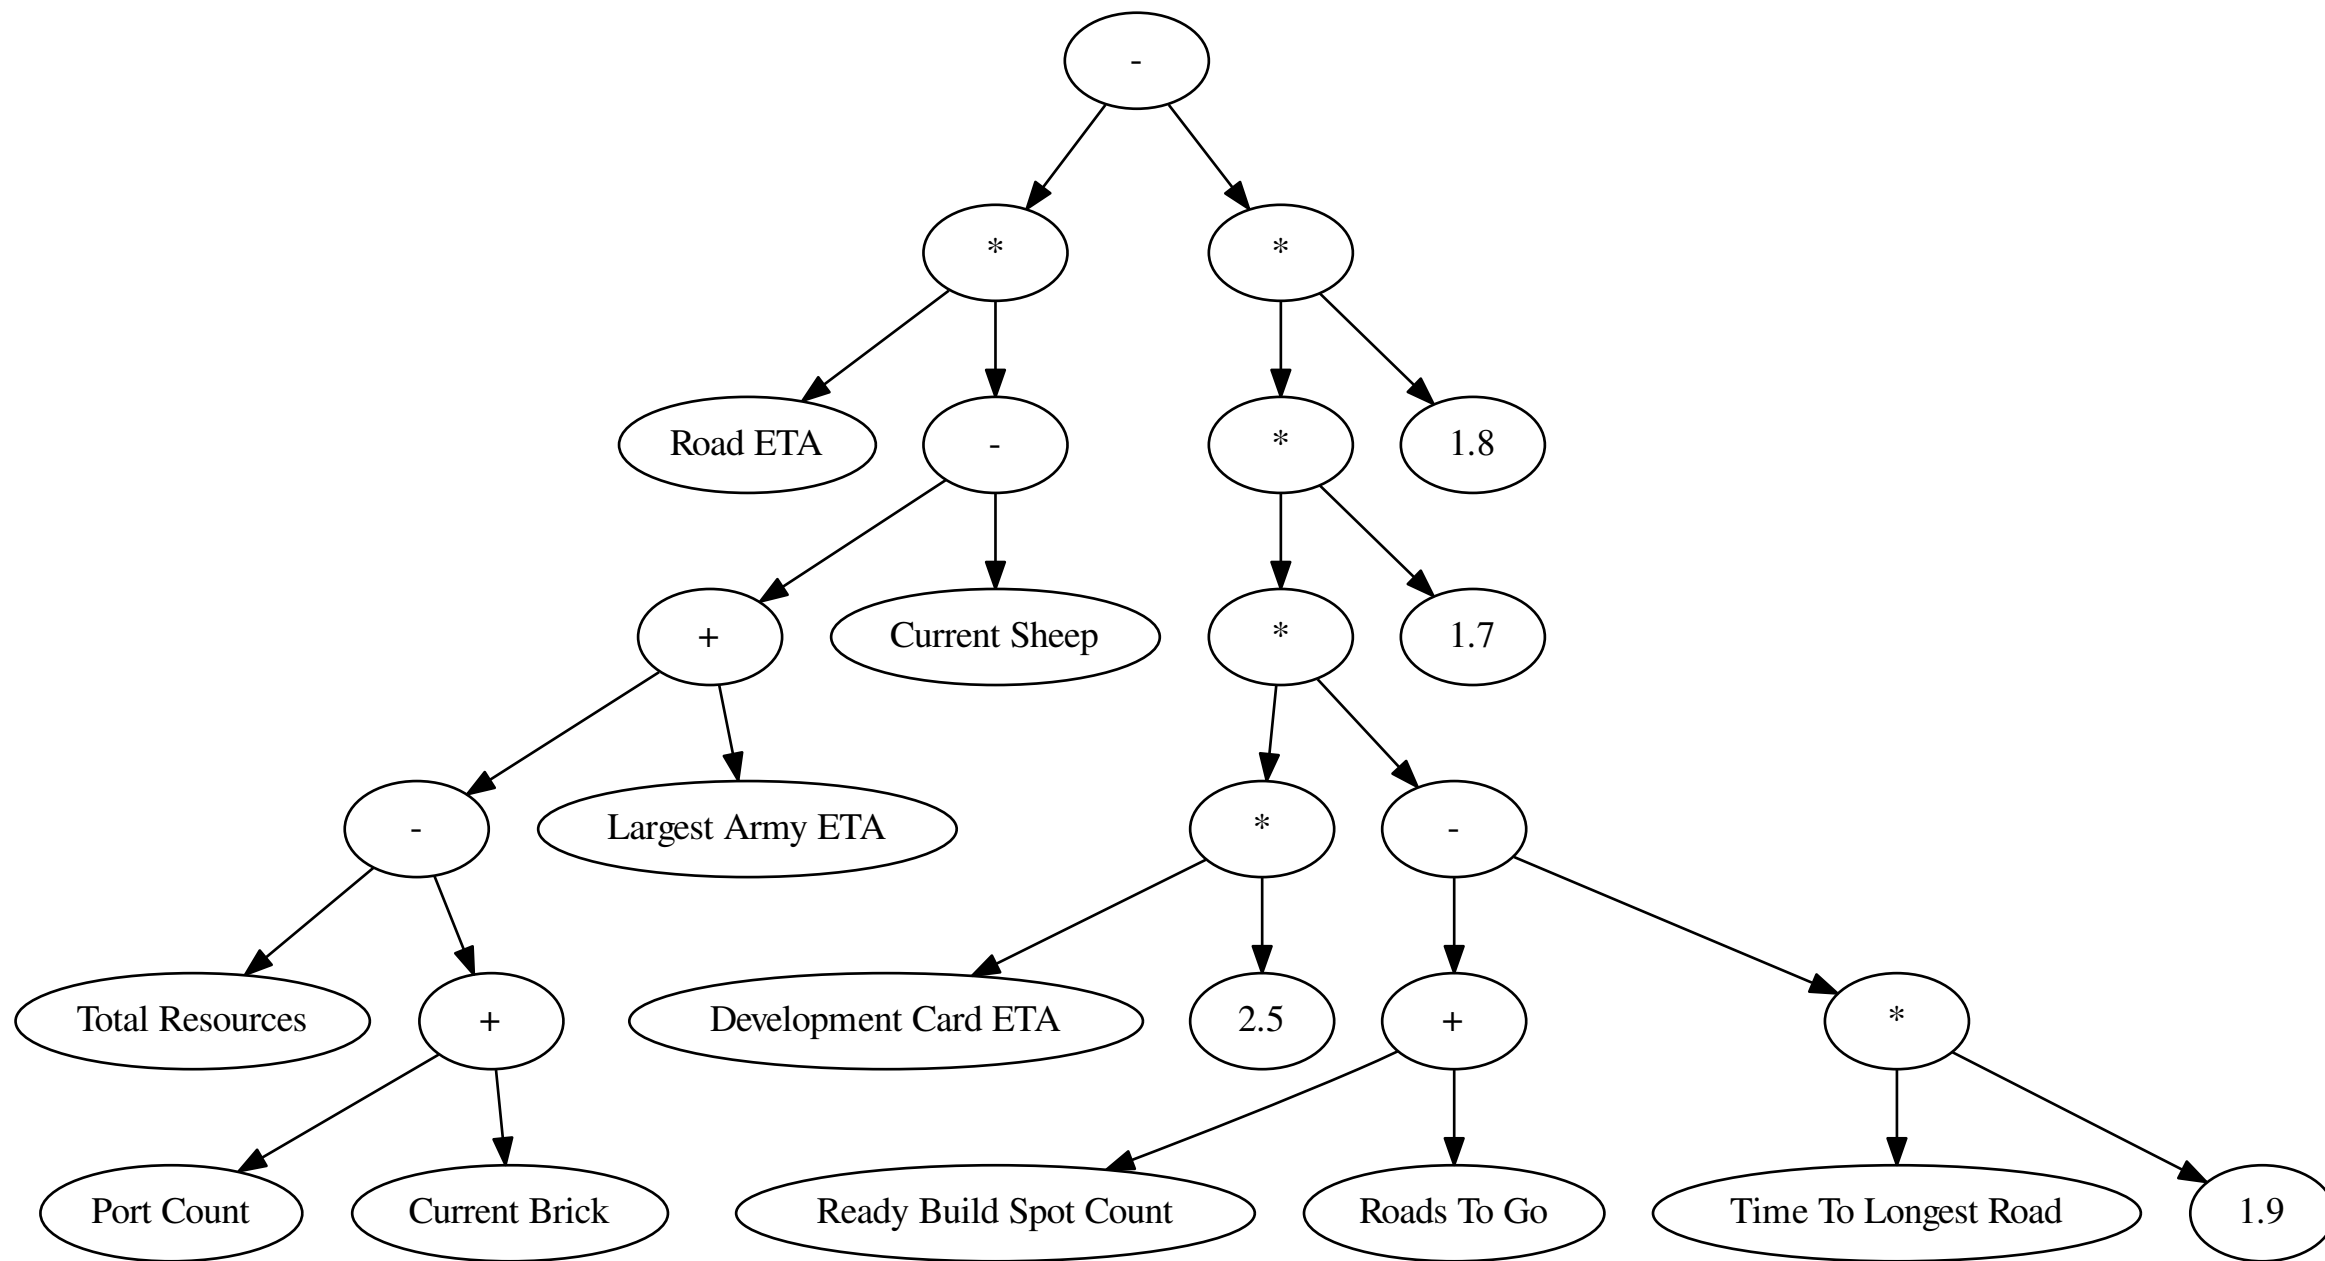 -
*
*
Road ETA
-
*
1.8
+
Current Sheep
*
1.7
-
Largest Army ETA
*
-
Total Resources
+
Development Card ETA
2.5
+
*
Port Count
Current Brick
Ready Build Spot Count
Roads To Go
Time To Longest Road
1.9